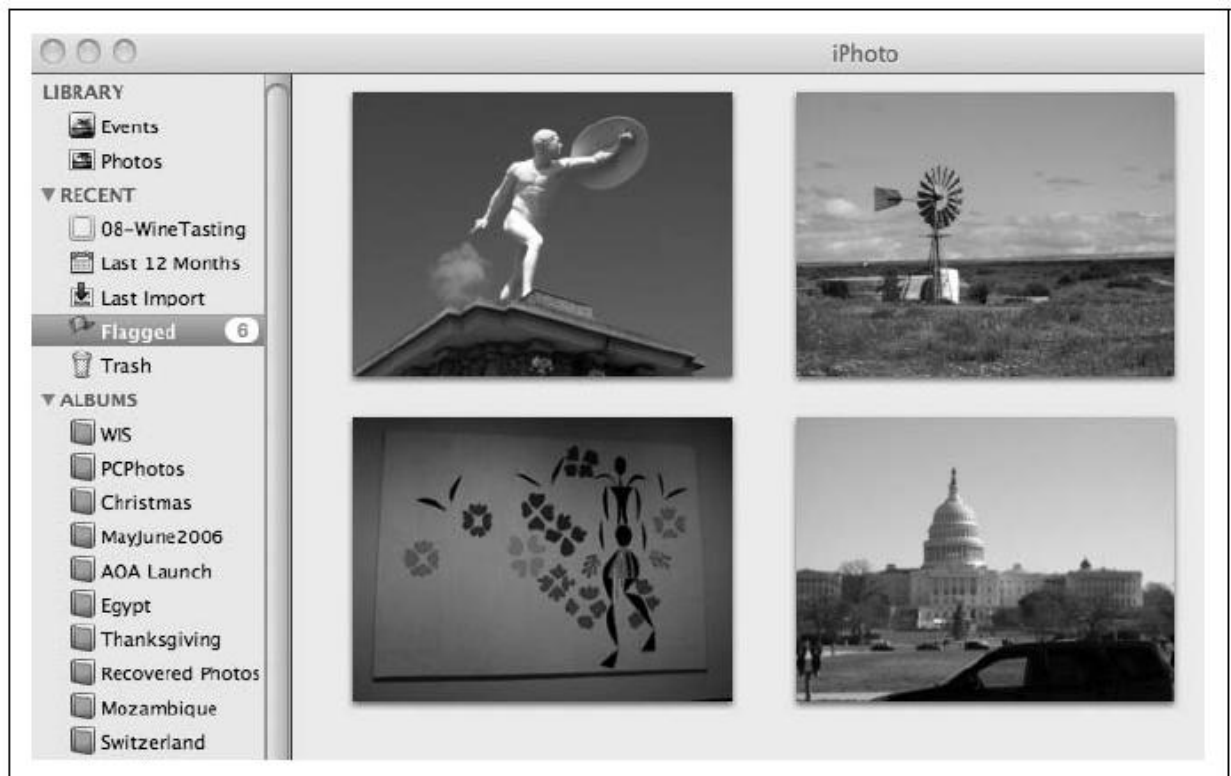 iPhoto
LIBRARY
Events
Photos
RECENT
08-WineTasting
Last 12 Months
Last Import
Flagged 6
Trash
ALBUMS
WIS
PCPhotos
Christmas
MayJune2006
AOA Launch
Egypt
Thanksgiving
Recovered Photos
Mozambique
Switzerland